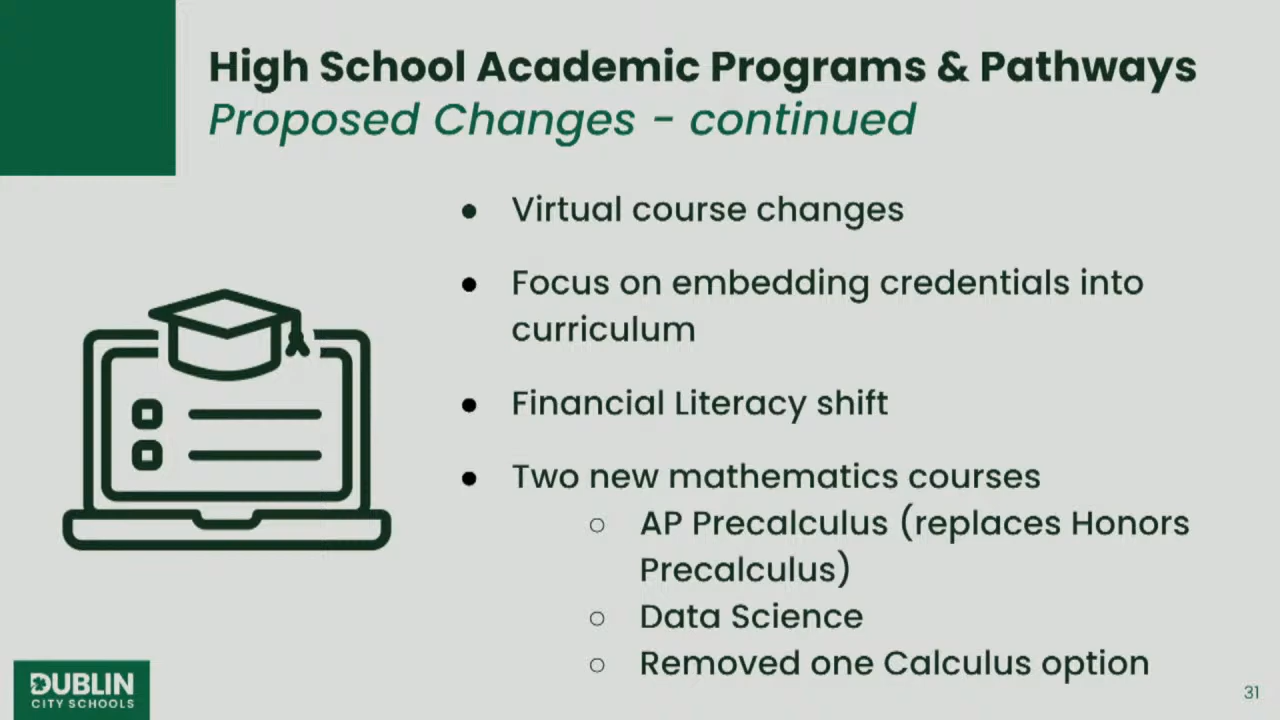 High School Academic Programs & Pathways
Proposed Changes - continued
● Virtual course changes
● Focus on embedding credentials into
curriculum
● Financial Literacy shift
● Two new mathematics courses
○ AP Precalculus (replaces Honors
Precalculus)
○ Data Science
○ Removed one Calculus option
DUBLIN
CITY SCHOOLS
31